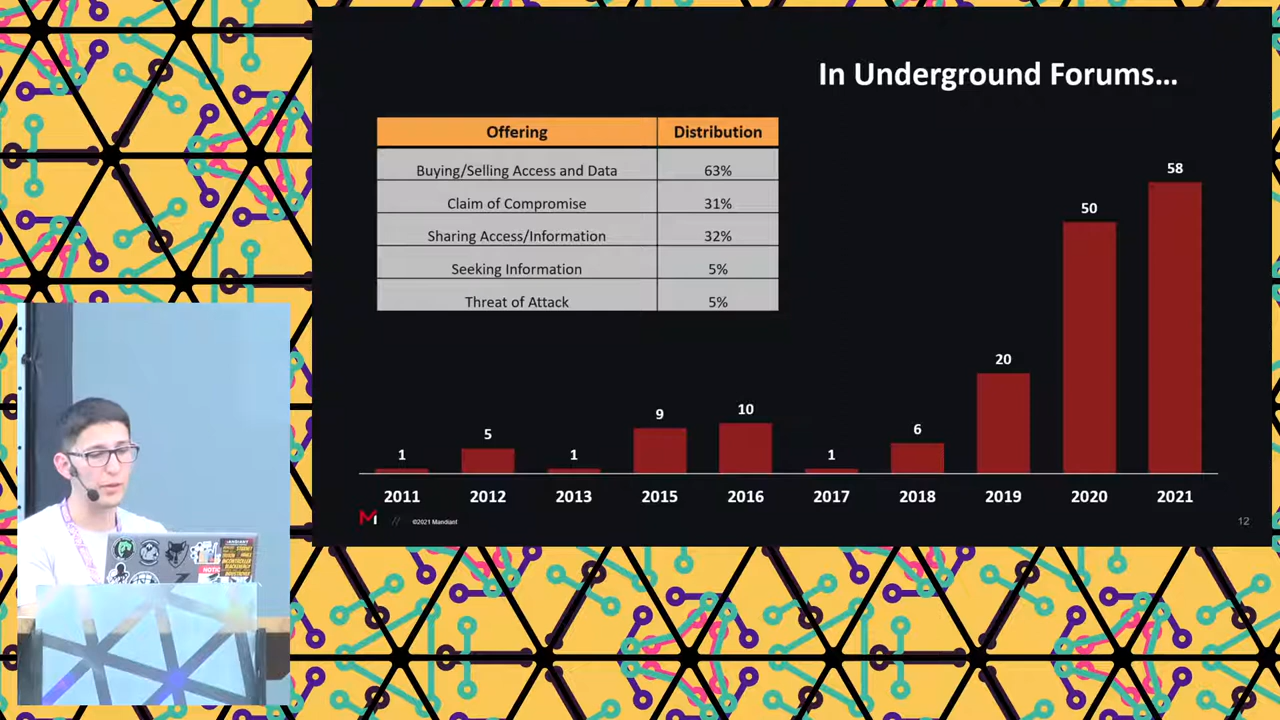 In Underground Forums…
Offering Distribution
Buying/Selling Access and Data 63%
Claim of Compromise 31%
Sharing Access/Information 32%
Seeking Information 5%
Threat of Attack 5%
1 5 1 9 10 1 6 20 50 58
2011 2012 2013 2015 2016 2017 2018 2019 2020 2021
M // ©2021 Mandiant 12